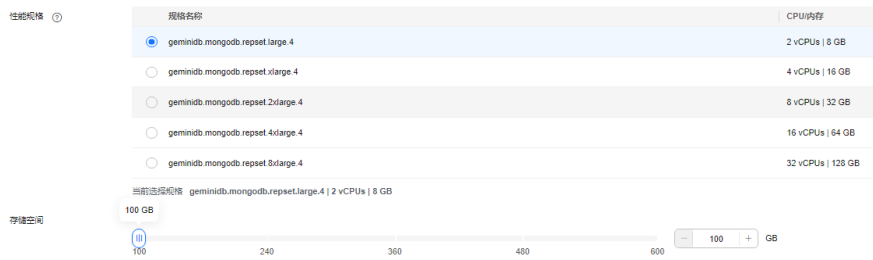 性能规格 ?
规格名称 CPU/内存
geminidb.mongodb.repset.large.4 2 vCPUs | 8 GB
geminidb.mongodb.repset.xlarge.4 4 vCPUs | 16 GB
geminidb.mongodb.repset.2xlarge.4 8 vCPUs | 32 GB
geminidb.mongodb.repset.4xlarge.4 16 vCPUs | 64 GB
geminidb.mongodb.repset.8xlarge.4 32 vCPUs | 128 GB
当前选择规格 geminidb.mongodb.repset.large.4 | 2 vCPUs | 8 GB
100 GB
存储空间
− 100 + GB
100 240 360 480 600